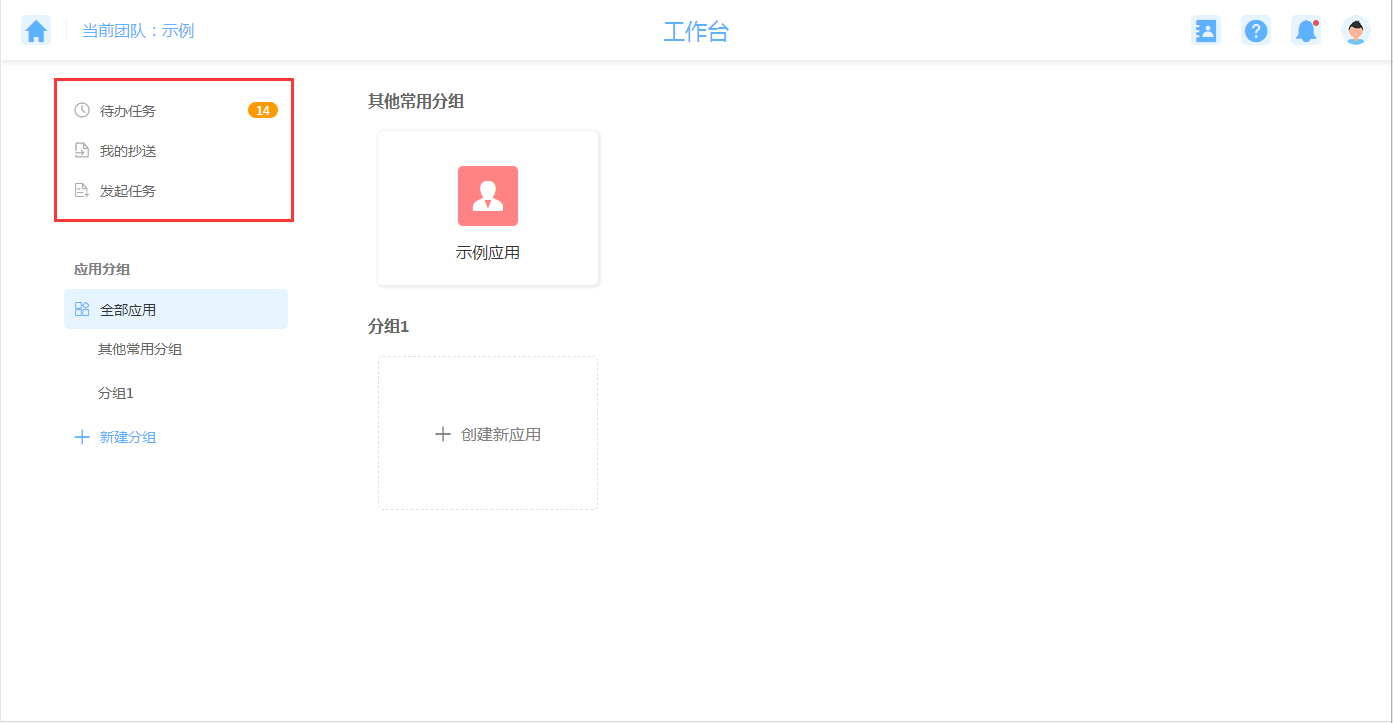 当前团队：示例
工作台
待办任务 14
我的抄送
发起任务
应用分组
全部应用
其他常用分组
分组1
新建分组
其他常用分组
示例应用
分组1
创建新应用